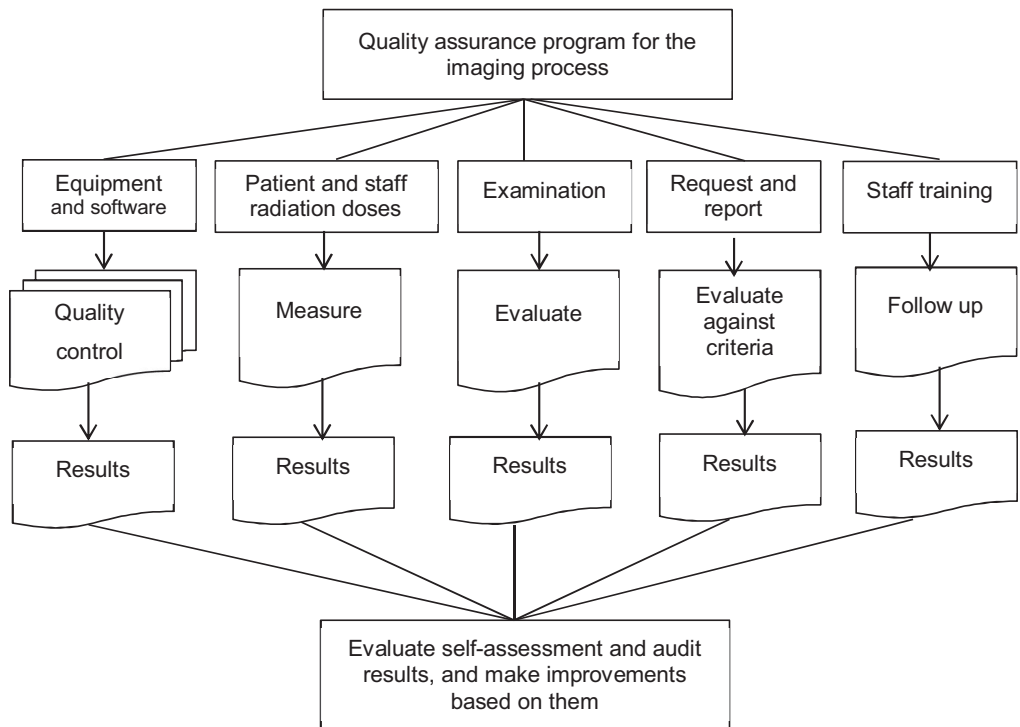 Quality assurance program for the
imaging process
Equipment
and software
Patient and staff
radiation doses
Examination
Request and
report
Staff training
Quality
control
Measure
Evaluate
Evaluate
against
criteria
Follow up
Results
Results
Results
Results
Results
Evaluate self-assessment and audit
results, and make improvements
based on them